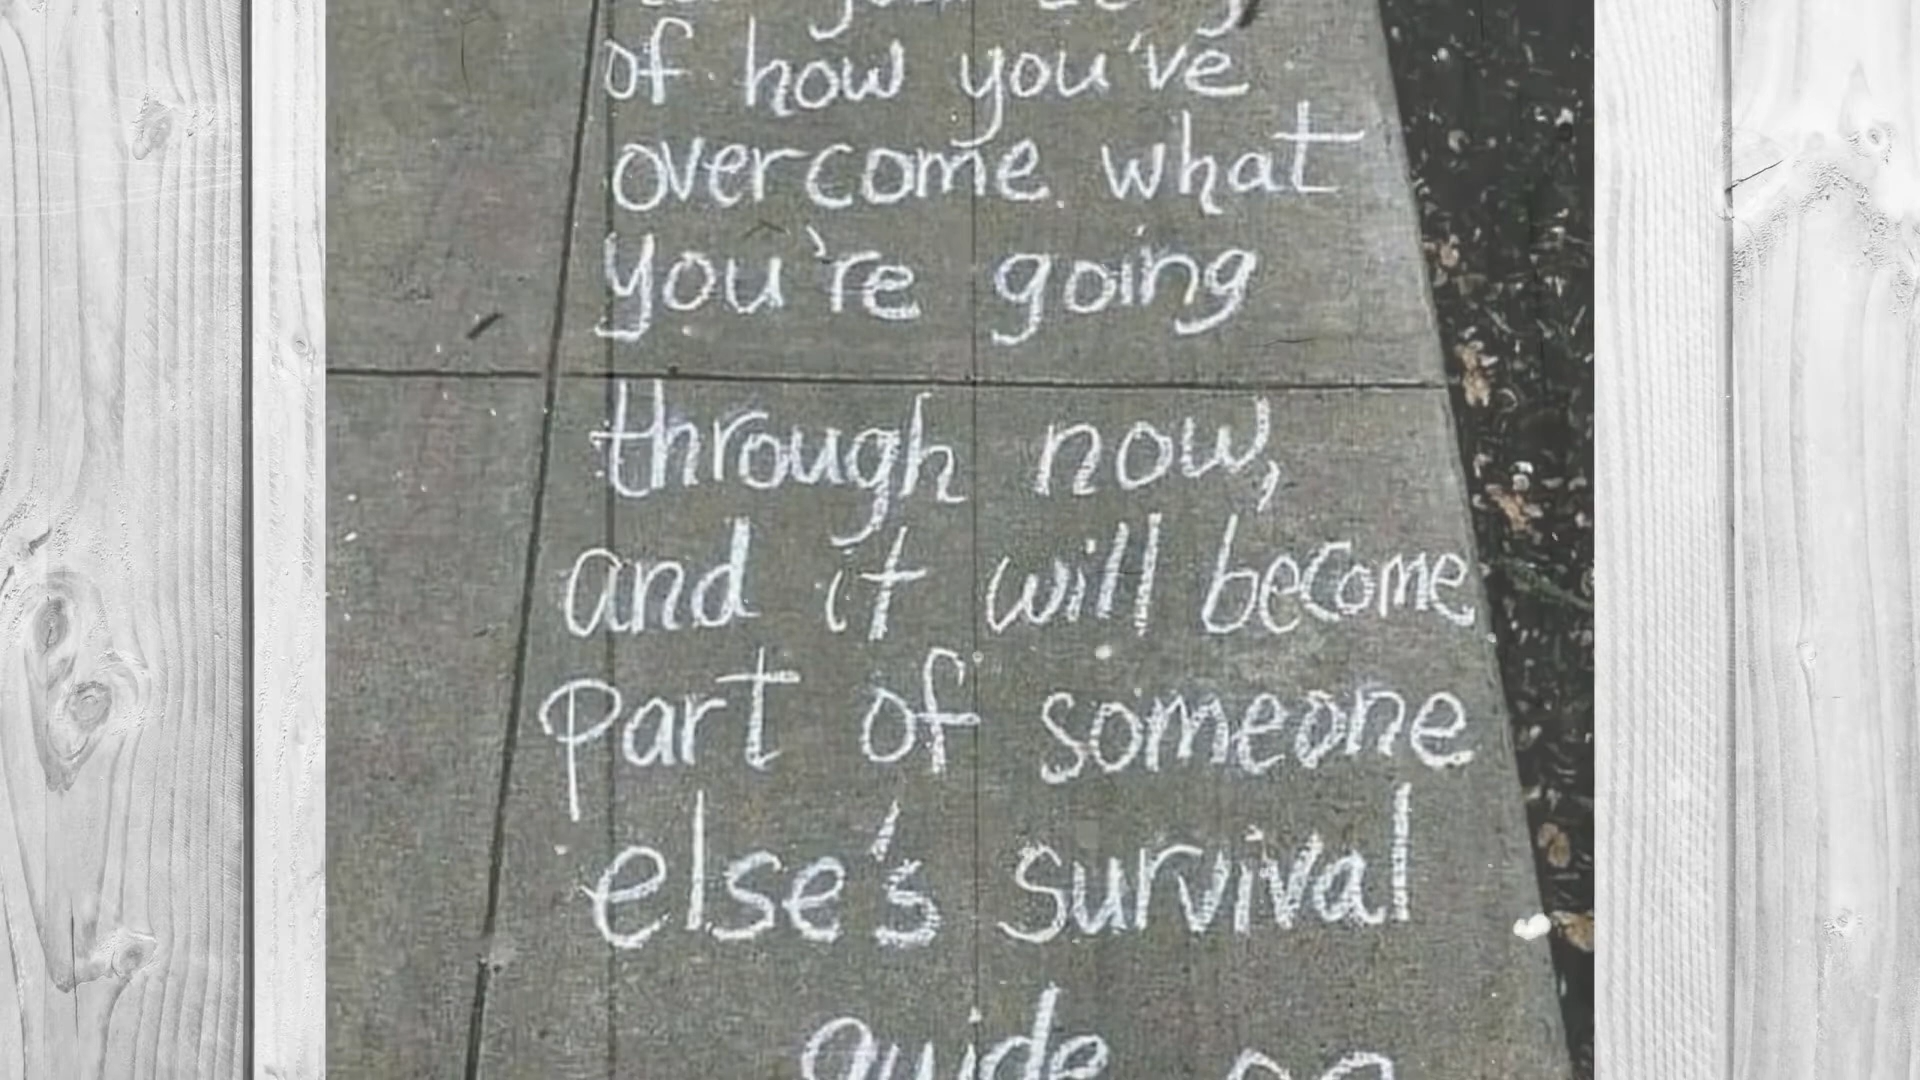 of how you've
overcome what
you're going
through now,
and it will become
part of someone
else's survival
guide